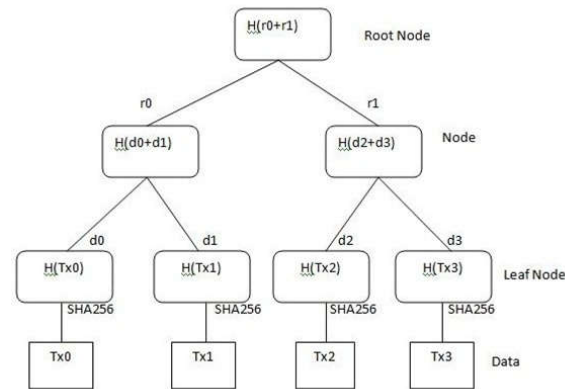 H(r0+r1)
Root Node
r0
r1
H(d0+d1)
H(d2+d3)
Node
d0
d1
d2
d3
H(Tx0)
H(Tx1)
H(Tx2)
H(Tx3)
Leaf Node
SHA256
SHA256
SHA256
SHA256
Tx0
Tx1
Tx2
Tx3
Data